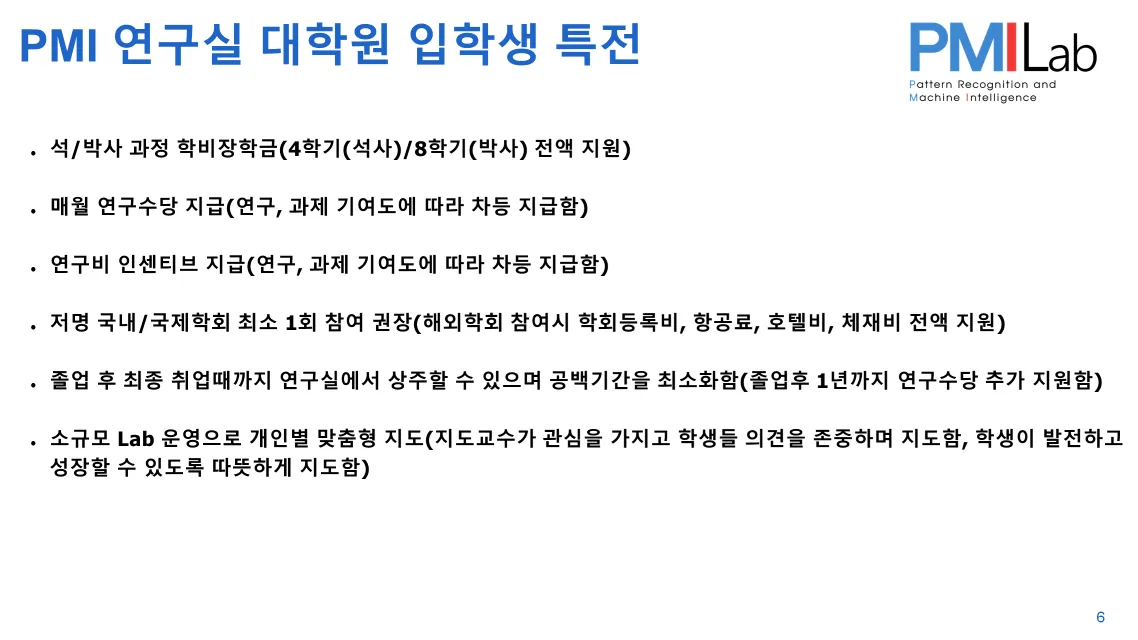 PMI 연구실 대학원 입학생 특전
PMILab
Pattern Recognition and
Machine Intelligence
• 석/박사 과정 학비장학금(4학기(석사)/8학기(박사) 전액 지원)
• 매월 연구수당 지급(연구, 과제 기여도에 따라 차등 지급함)
• 연구비 인센티브 지급(연구, 과제 기여도에 따라 차등 지급함)
• 저명 국내/국제학회 최소 1회 참여 권장(해외학회 참여시 학회등록비, 항공료, 호텔비, 체재비 전액 지원)
• 졸업 후 최종 취업때까지 연구실에서 상주할 수 있으며 공백기간을 최소화함(졸업후 1년까지 연구수당 추가 지원함)
• 소규모 Lab 운영으로 개인별 맞춤형 지도(지도교수가 관심을 가지고 학생들 의견을 존중하며 지도함, 학생이 발전하고
성장할 수 있도록 따뜻하게 지도함)
6